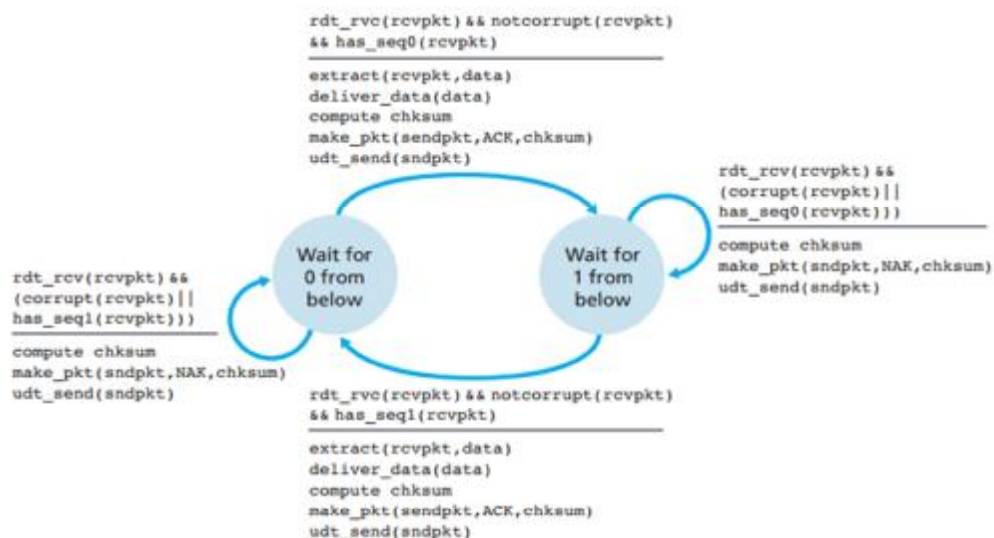 rdt_rvc(rcvpkt) && notcorrupt(rcvpkt)
&& has_seq0(rcvpkt)
extract(rcvpkt,data)
deliver_data(data)
compute chksum
make_pkt(sendpkt,ACK,chksum)
udt_send(sndpkt)
rdt_rcv(rcvpkt) &&
(corrupt(rcvpkt)||
has_seq0(rcvpkt)))
compute chksum
make_pkt(sndpkt,NAK,chksum)
udt_send(sndpkt)
Wait for
0 from
below
Wait for
1 from
below
rdt_rcv(rcvpkt) &&
(corrupt(rcvpkt)||
has_seq1(rcvpkt)))
compute chksum
make_pkt(sndpkt,NAK,chksum)
udt_send(sndpkt)
rdt_rvc(rcvpkt) && notcorrupt(rcvpkt)
&& has_seq1(rcvpkt)
extract(rcvpkt,data)
deliver_data(data)
compute chksum
make_pkt(sendpkt,ACK,chksum)
udt_send(sndpkt)